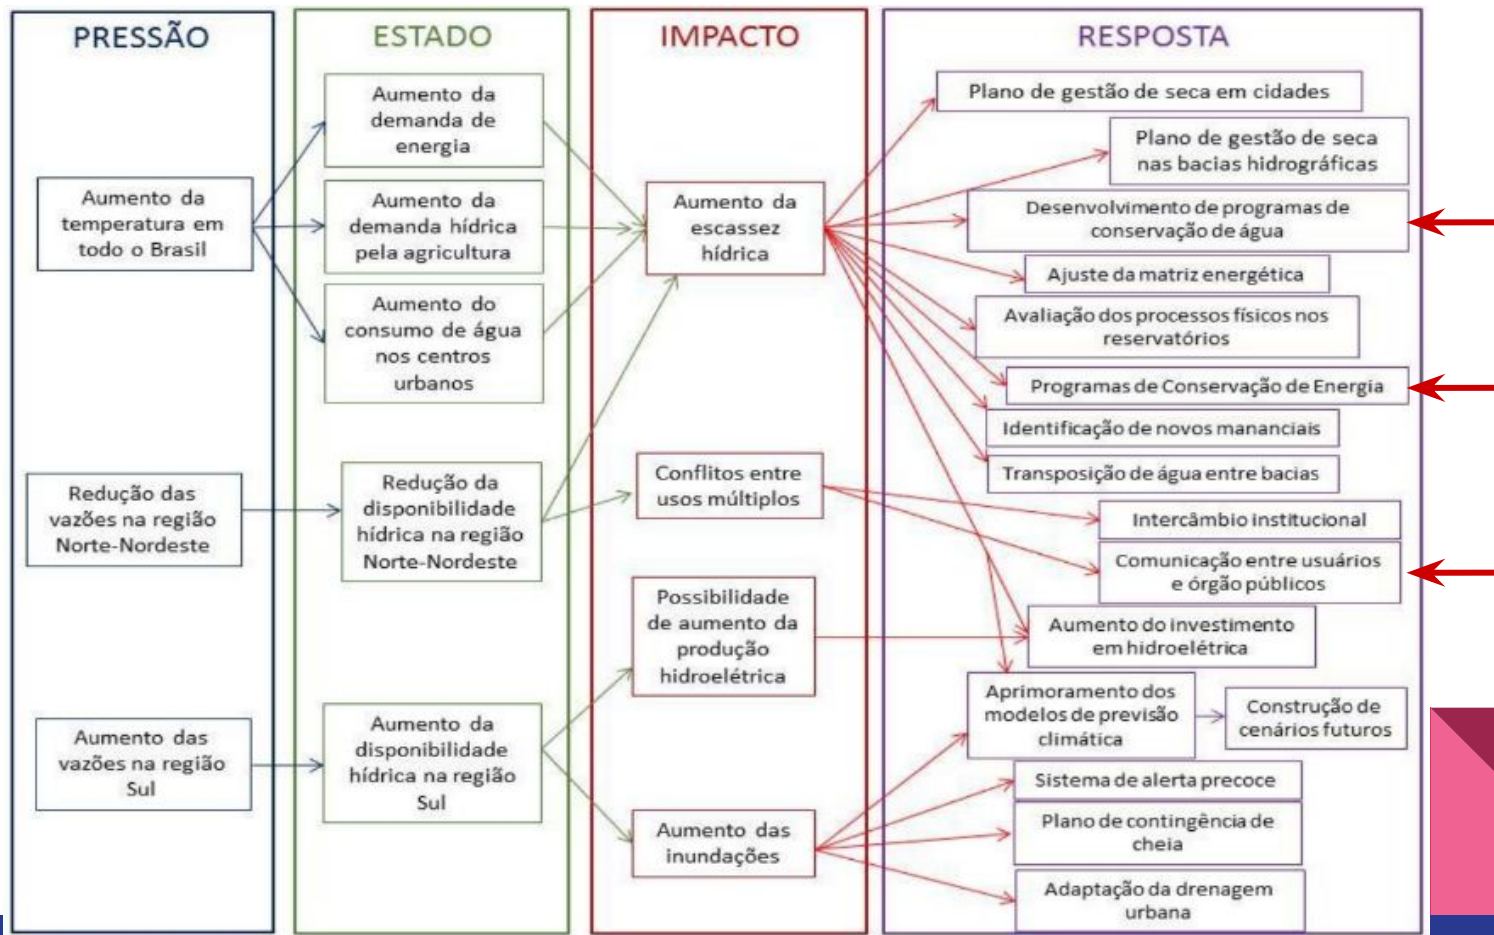 PRESSÃO
Aumento da
temperatura em
todo o Brasil
Redução das
vazões na região
Norte-Nordeste
Aumento das
vazões na região
Sul
ESTADO
Aumento da
demanda de
energia
Aumento da
demanda hídrica
pela agricultura
Aumento do
consumo de água
nos centros
urbanos
Redução da
disponibilidade
hídrica na região
Norte-Nordeste
Aumento da
disponibilidade
hídrica na região
Sul
IMPACTO
Aumento da
escassez
hídrica
Conflitos entre
usos múltiplos
Possibilidade
de aumento da
produção
hidroelétrica
Aumento das
inundações
RESPOSTA
Plano de gestão de seca em cidades
Plano de gestão de seca
nas bacias hidrográficas
Desenvolvimento de programas de
conservação de água
Ajuste da matriz energética
Avaliação dos processos físicos nos
reservatórios
Programas de Conservação de Energia
Identificação de novos mananciais
Transposição de água entre bacias
Intercâmbio institucional
Comunicação entre usuários
e órgão públicos
Aumento do investimento
em hidroelétrica
Aprimoramento dos
modelos de previsão
climática
Construção de
cenários futuros
Sistema de alerta precoce
Plano de contingência de
cheia
Adaptação da drenagem
urbana